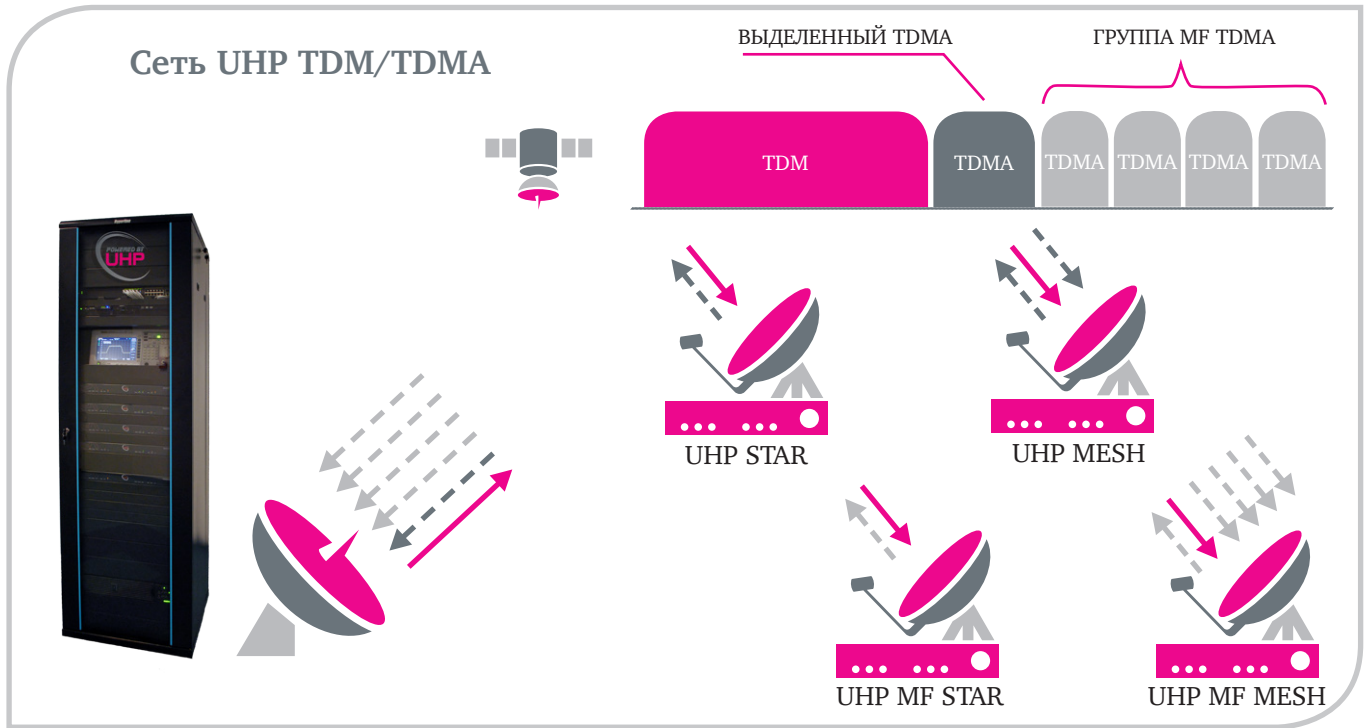 Сеть UHP TDM/TDMA
ВЫДЕЛЕННЫЙ TDMA
ГРУППА MF TDMA
TDM
TDMA
TDMA
TDMA
TDMA
TDMA
POWERED BY
UHP
UHP STAR
UHP MESH
UHP MF STAR
UHP MF MESH